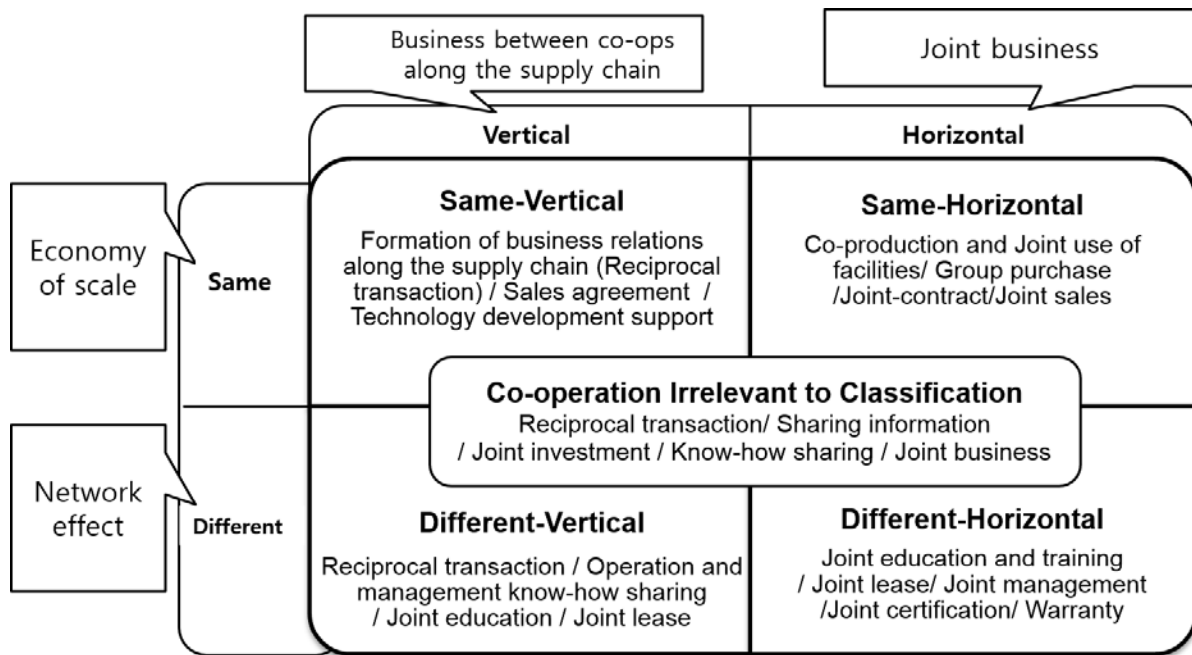 Business between co-ops
along the supply chain
Joint business
Vertical
Horizontal
Economy
of scale
Same
Same-Vertical
Formation of business relations
along the supply chain (Reciprocal
transaction) / Sales agreement /
Technology development support
Same-Horizontal
Co-production and Joint use of
facilities/ Group purchase
/Joint-contract/Joint sales
Co-operation Irrelevant to Classification
Reciprocal transaction/ Sharing information
/ Joint investment / Know-how sharing / Joint business
Network
effect
Different
Different-Vertical
Reciprocal transaction / Operation and
management know-how sharing
/ Joint education / Joint lease
Different-Horizontal
Joint education and training
/ Joint lease/ Joint management
/Joint certification/ Warranty